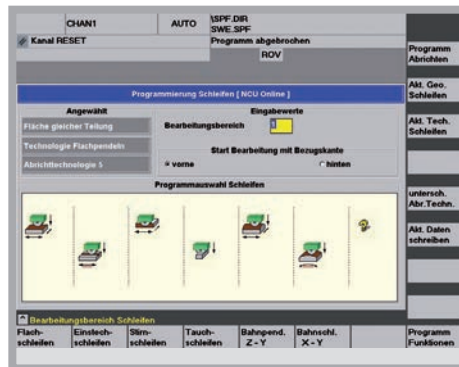 CHAN1
AUTO
\SPF.DIR
SWE.SPF
Kanal RESET
Programm abgebrochen
ROV
Programm
Abrichten
Programmierung Schleifen [ NCU Online ]
Akt. Geo.
Schleifen
Angewählt
Eingabewerte
Fläche gleicher Teilung
Bearbeitungsbereich
Akt. Tech.
Schleifen
Technologie Flachpendeln
Start Bearbeitung mit Bezugskante
Abrichttechnologie 5
vorne
hinten
Programmauswahl Schleifen
untersch.
Abr.Techn.
Akt. Daten
schreiben
Bearbeitungsbereich Schleifen
Flach-
schleifen
Einstech-
schleifen
Stirn-
schleifen
Tauch-
schleifen
Bahnpend.
Z - Y
Bahnschl.
X - Y
Programm
Funktionen